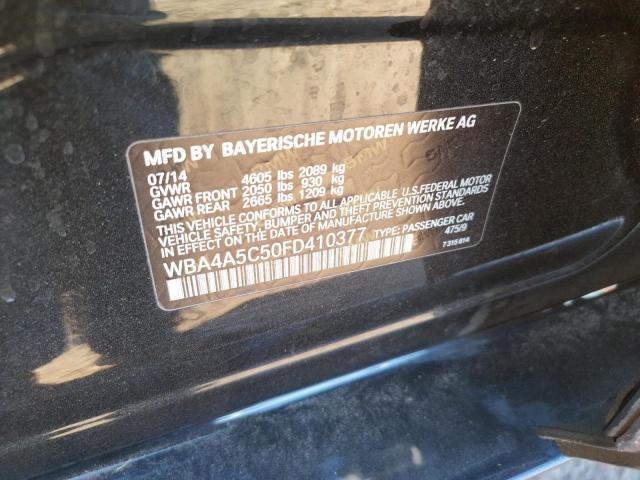 MFD BY BAYERISCHE MOTOREN WERKE AG
07/14
GVWR 4605 lbs 2089 kg
GAWR FRONT 2050 lbs 930 kg
GAWR REAR 2665 lbs 1209 kg
THIS VEHICLE CONFORMS TO ALL APPLICABLE U.S. FEDERAL MOTOR
VEHICLE SAFETY, BUMPER AND THEFT PREVENTION STANDARDS
IN EFFECT ON THE DATE OF MANUFACTURE SHOWN ABOVE.
WBA4A5C50FD410377 TYPE: PASSENGER CAR
475/9
7 315 814